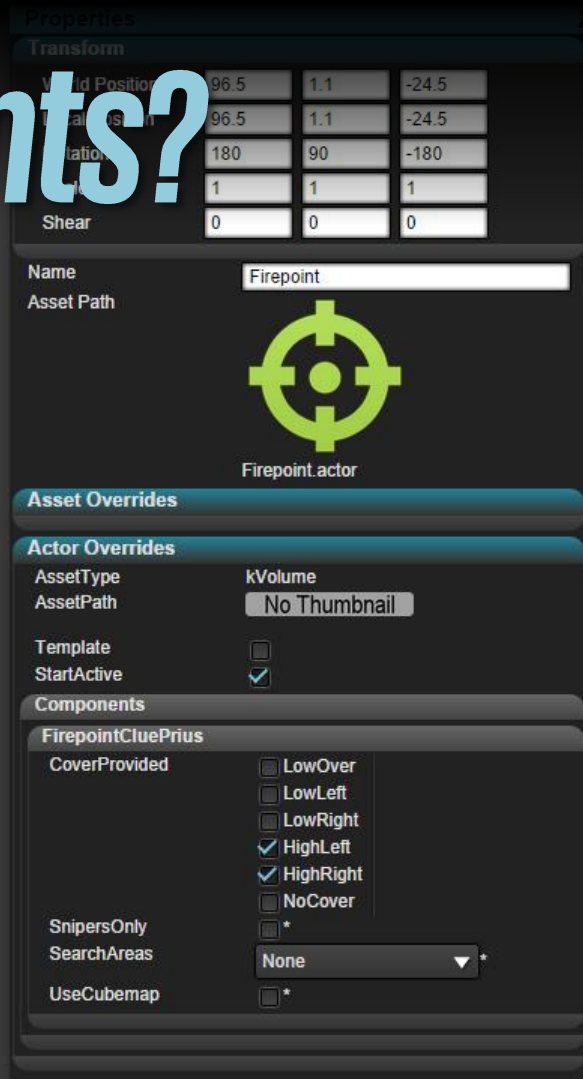 Properties
Transform
World Position 96.5 1.1 -24.5
nts?
96.5 1.1 -24.5
180 90 -180
1 1 1
Shear 0 0 0
Name Firepoint
Asset Path
Firepoint.actor
Asset Overrides
Actor Overrides
AssetType kVolume
AssetPath No Thumbnail
Template
StartActive
Components
FirepointCluePrius
CoverProvided LowOver
LowLeft
LowRight
HighLeft
HighRight
NoCover
SnipersOnly *
SearchAreas None *
UseCubemap *